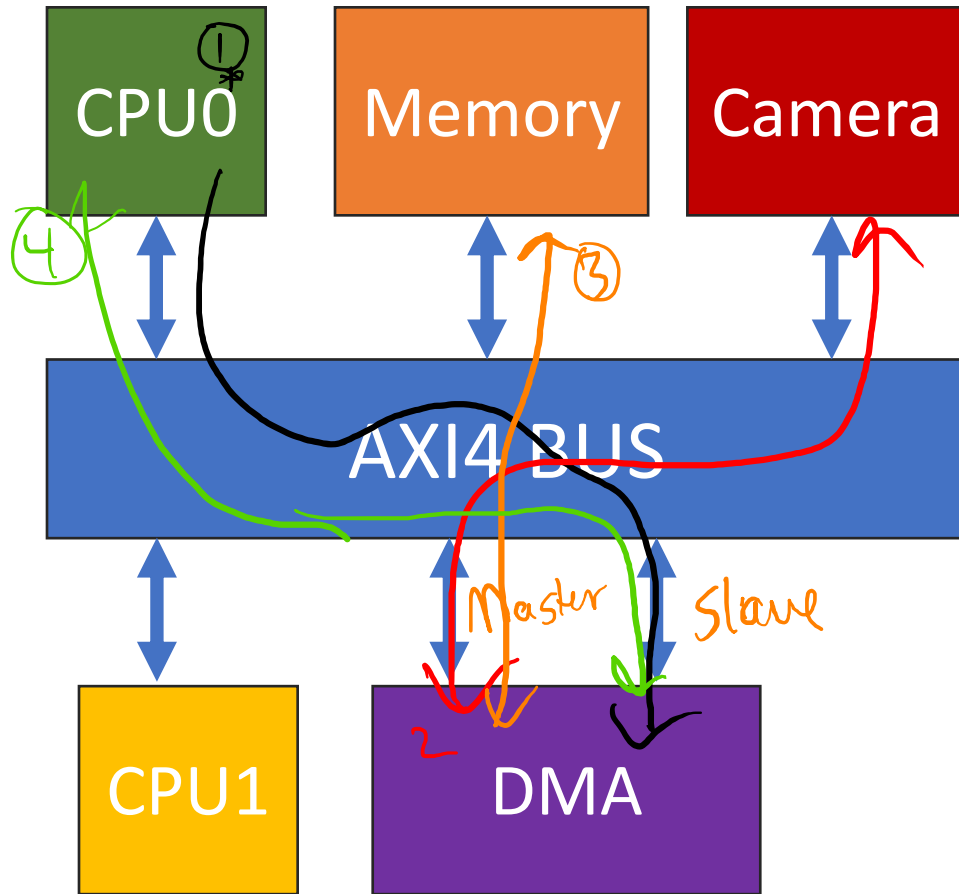 1*
CPU0
Memory
Camera
4
3
AXI4 BUS
Master
Slave
2
CPU1
DMA